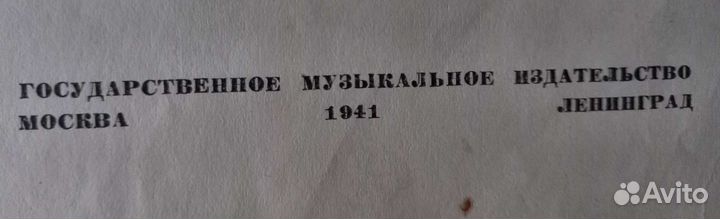 ГОСУДАРСТВЕННОЕ МУЗЫКАЛЬНОЕ ИЗДАТЕЛЬСТВО
МОСКВА 1941 ЛЕНИНГРАД
Avito